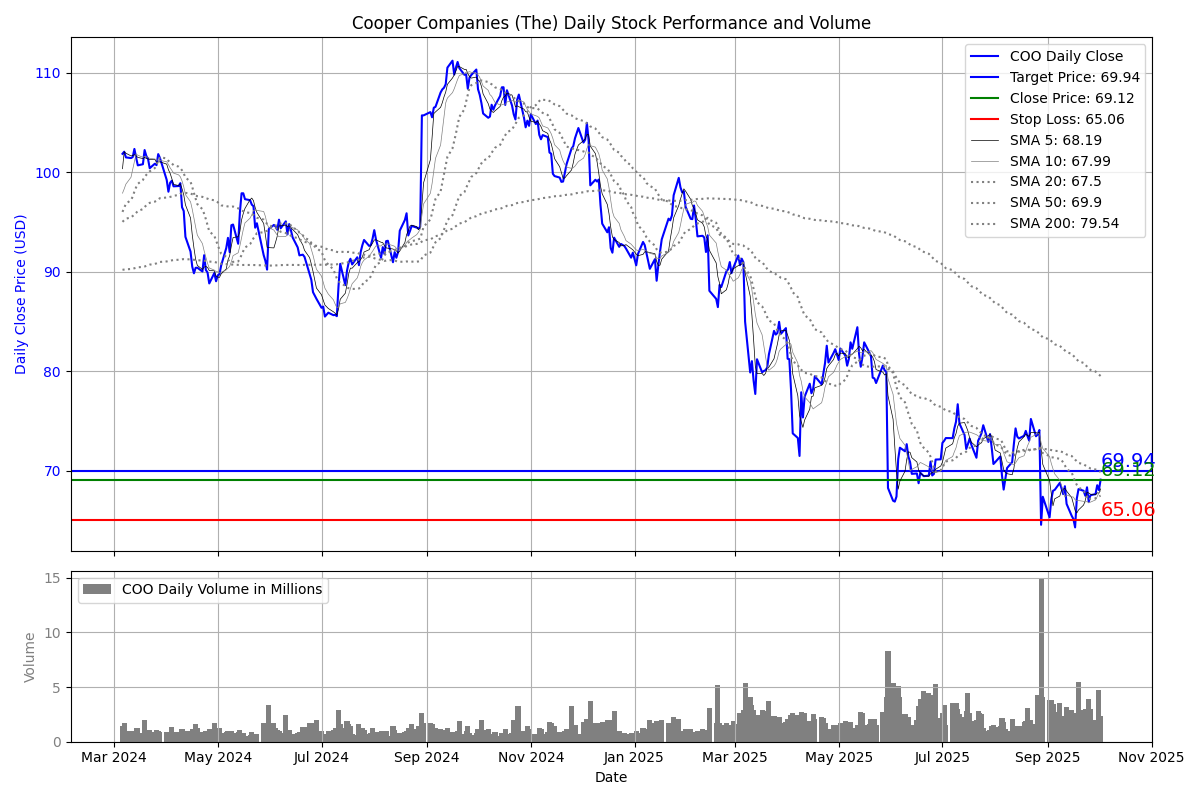 Cooper Companies (The) Daily Stock Performance and Volume
Daily Close Price (USD)
110
100
90
80
70
COO Daily Close
Target Price: 69.94
Close Price: 69.12
Stop Loss: 65.06
SMA 5: 68.19
SMA 10: 67.99
SMA 20: 67.5
SMA 50: 69.9
SMA 200: 79.54
69.94
69.12
65.06
Volume
15
10
5
0
COO Daily Volume in Millions
Mar 2024 May 2024 Jul 2024 Sep 2024 Nov 2024 Jan 2025 Mar 2025 May 2025 Jul 2025 Sep 2025 Nov 2025
Date